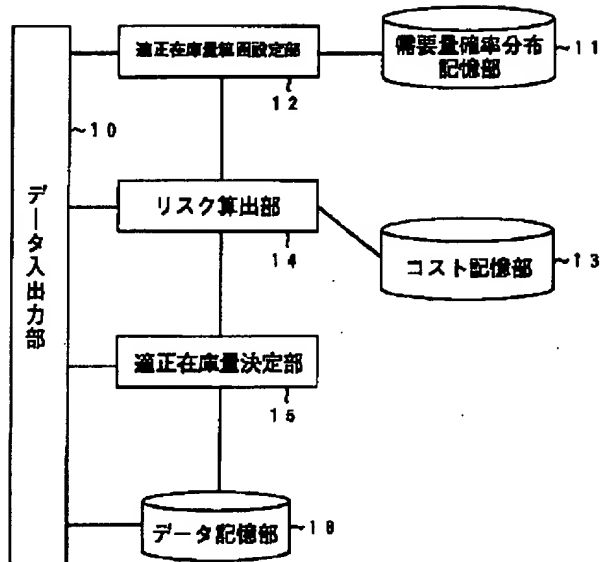 適正在庫量範囲設定部
需要量確率分布
記憶部
~11
12
~10
データ入出力部
リスク算出部
14
コスト記憶部
~13
適正在庫量決定部
15
データ記憶部
~18